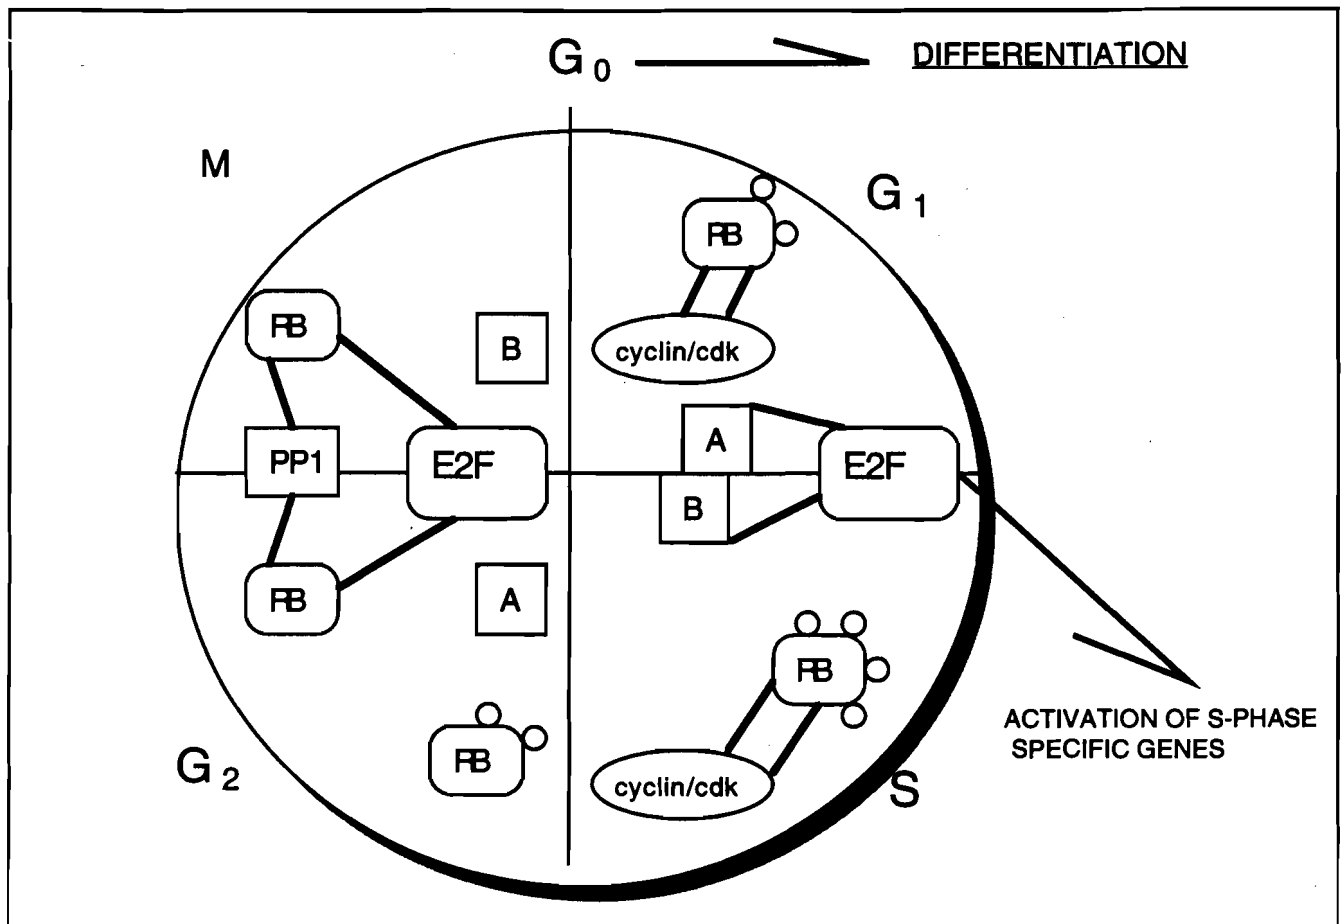 G0
DIFFERENTIATION
M
G1
RB
RB
B
cyclin/cdk
A
PP1
E2F
E2F
B
RB
A
RB
RB
cyclin/cdk
G2
S
ACTIVATION OF S-PHASE
SPECIFIC GENES